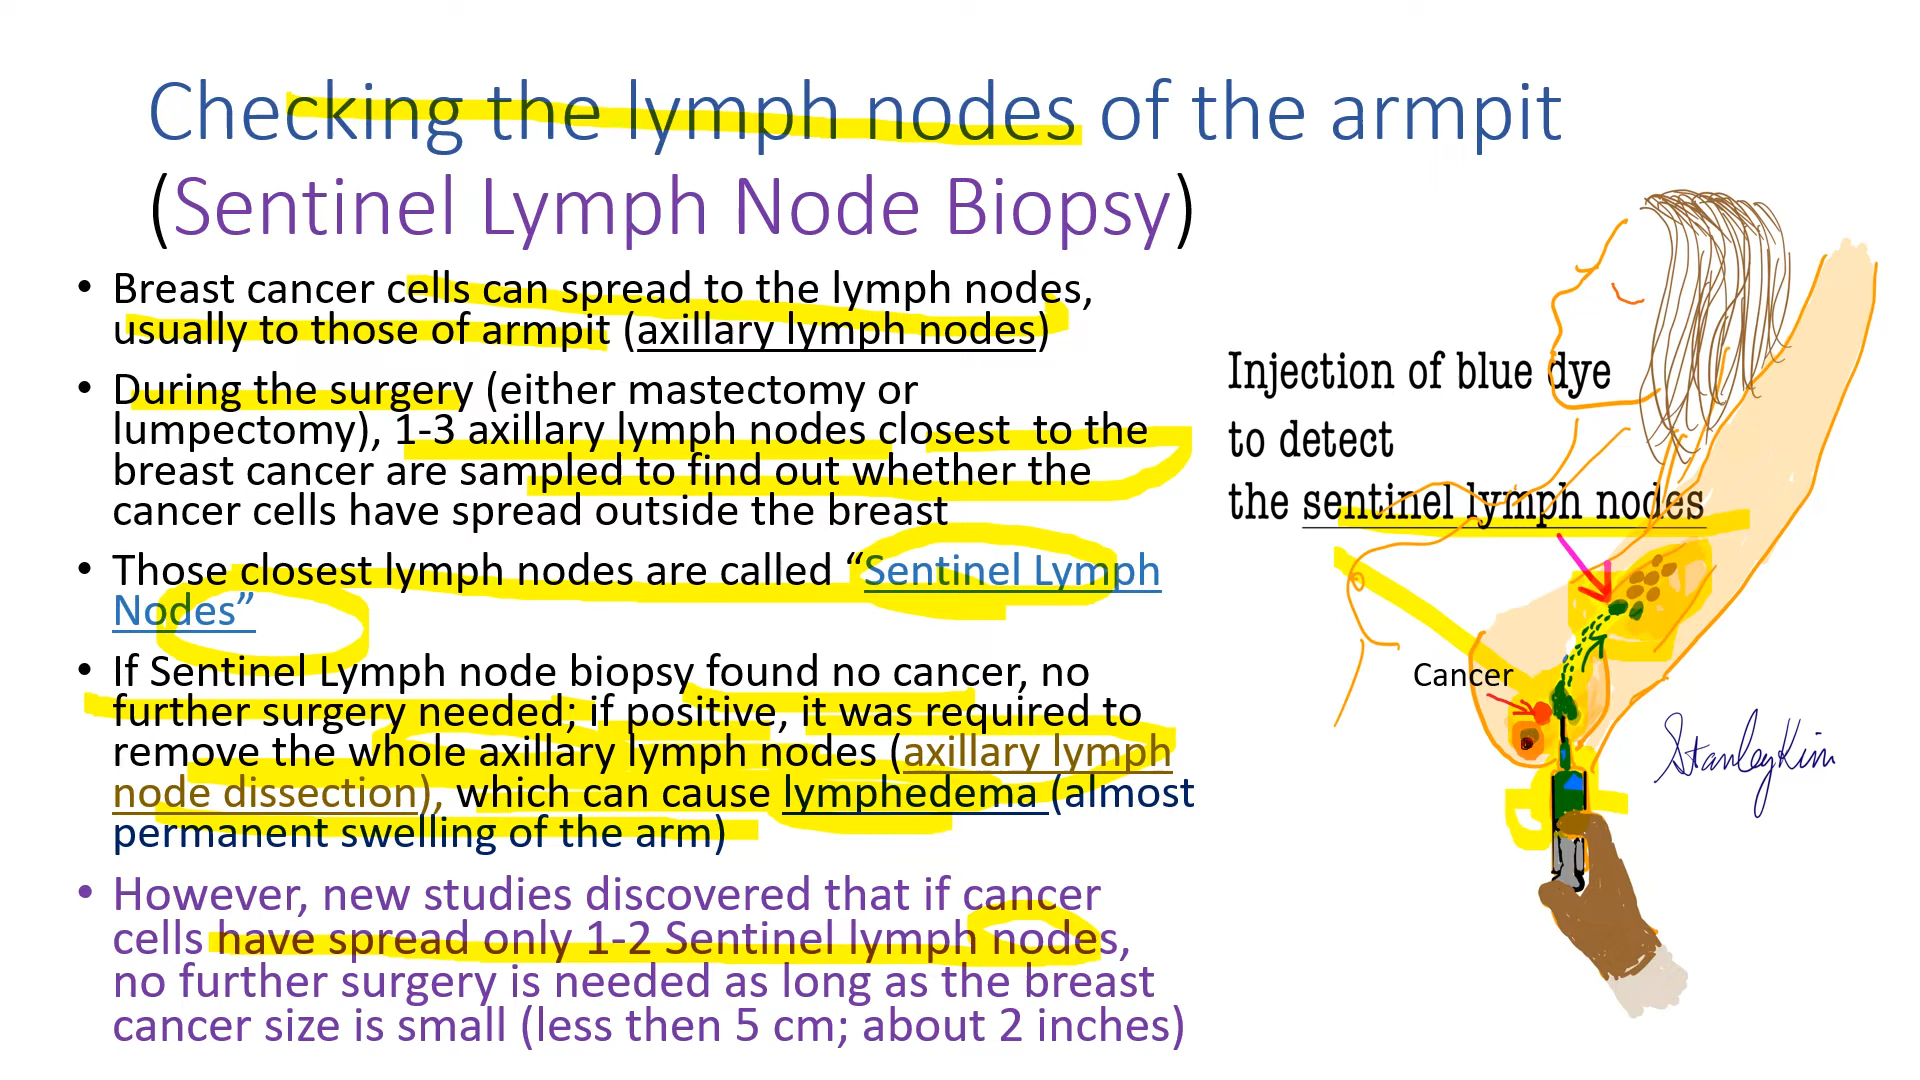 Checking the lymph nodes of the armpit
(Sentinel Lymph Node Biopsy)
• Breast cancer cells can spread to the lymph nodes,
usually to those of armpit (axillary lymph nodes)
• During the surgery (either mastectomy or
lumpectomy), 1-3 axillary lymph nodes closest to the
breast cancer are sampled to find out whether the
cancer cells have spread outside the breast
• Those closest lymph nodes are called “Sentinel Lymph
Nodes”
• If Sentinel Lymph node biopsy found no cancer, no
further surgery needed; if positive, it was required to
remove the whole axillary lymph nodes (axillary lymph
node dissection), which can cause lymphedema (almost
permanent swelling of the arm)
• However, new studies discovered that if cancer
cells have spread only 1-2 Sentinel lymph nodes,
no further surgery is needed as long as the breast
cancer size is small (less then 5 cm; about 2 inches)
Injection of blue dye
to detect
the sentinel lymph nodes
Cancer
StanleyKim